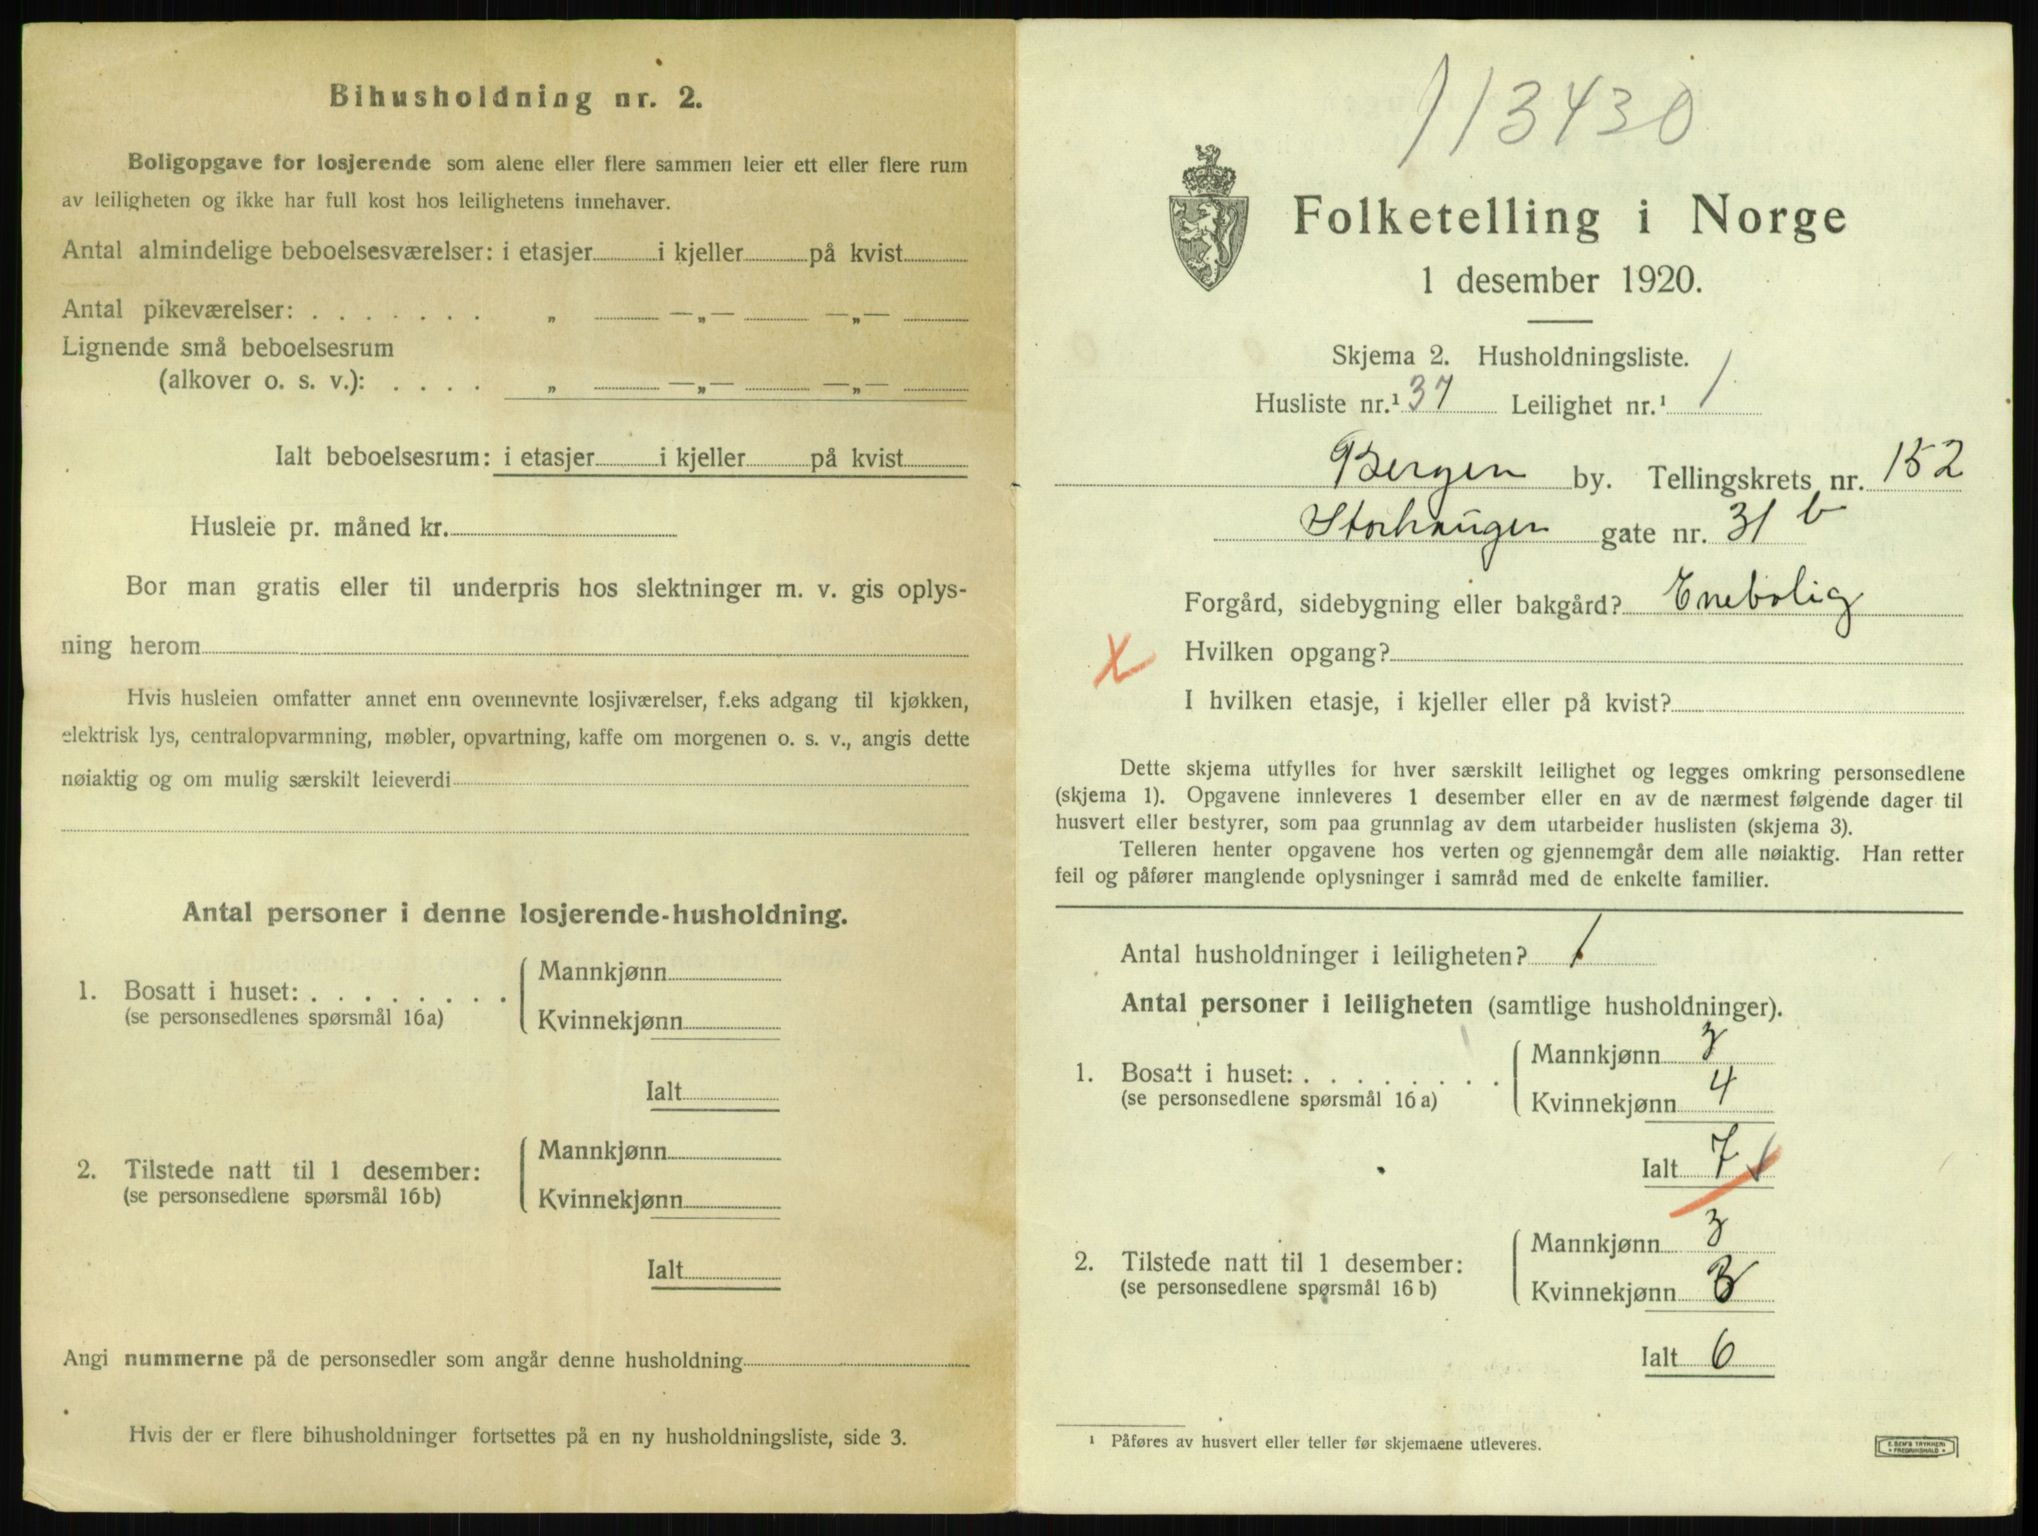 Bihusholdning nr. 2.
Boligopgave for losjerende som alene eller flere sammen leier ett eller flere rum
av leiligheten og ikke har full kost hos leilighetens innehaver.
Antal almindelige beboelsesværelser: i etasjer i kjeller på kvist
Antal pikeværelser: . . . . . . . „ —„— —„—
Lignende små beboelsesrum
(alkover o. s. v.): . . . . „ —„— —„—
Ialt beboelsesrum: i etasjer i kjeller på kvist
Husleie pr. måned kr.
Bor man gratis eller til underpris hos slektninger m. v. gis oplys-
ning herom
Hvis husleien omfatter annet enn ovennevnte losjiværelser, f.eks adgang til kjøkken,
elektrisk lys, centralopvarmning, møbler, opvartning, kaffe om morgenen o. s. v., angis dette
nøiaktig og om mulig særskilt leieverdi
Antal personer i denne losjerende-husholdning.
Mannkjønn
1. Bosatt i huset: . . . . . . . .
(se personsedlenes spørsmål 16a)
Kvinnekjønn
Ialt
Mannkjønn
2. Tilstede natt til 1 desember:
(se personsedlene spørsmål 16b)
Kvinnekjønn
Ialt
Angi nummerne på de personsedler som angår denne husholdning
Hvis der er flere bihusholdninger fortsettes på en ny husholdningsliste, side 3.
113430
Folketelling i Norge
1 desember 1920.
Skjema 2. Husholdningsliste.
Husliste nr.¹ 37 Leilighet nr.¹ 1
Bergen by. Tellingskrets nr. 152
Storhaugen gate nr. 31 b
Forgård, sidebygning eller bakgård? Enebolig
x Hvilken opgang?
I hvilken etasje, i kjeller eller på kvist?
Dette skjema utfylles for hver særskilt leilighet og legges omkring personsedlene
(skjema 1). Opgavene innleveres 1 desember eller en av de nærmest følgende dager til
husvert eller bestyrer, som paa grunnlag av dem utarbeider huslisten (skjema 3).
Telleren henter opgavene hos verten og gjennemgår dem alle nøiaktig. Han retter
feil og påfører manglende oplysninger i samråd med de enkelte familier.
Antal husholdninger i leiligheten? 1
Antal personer i leiligheten (samtlige husholdninger).
Mannkjønn 3
1. Bosatt i huset: . . . . . . . .
(se personsedlene spørsmål 16a)
Kvinnekjønn 4
Ialt 7
Mannkjønn 3
2. Tilstede natt til 1 desember:
(se personsedlene spørsmål 16b)
Kvinnekjønn 3
Ialt 6
¹ Påføres av husvert eller teller før skjemaene utleveres.